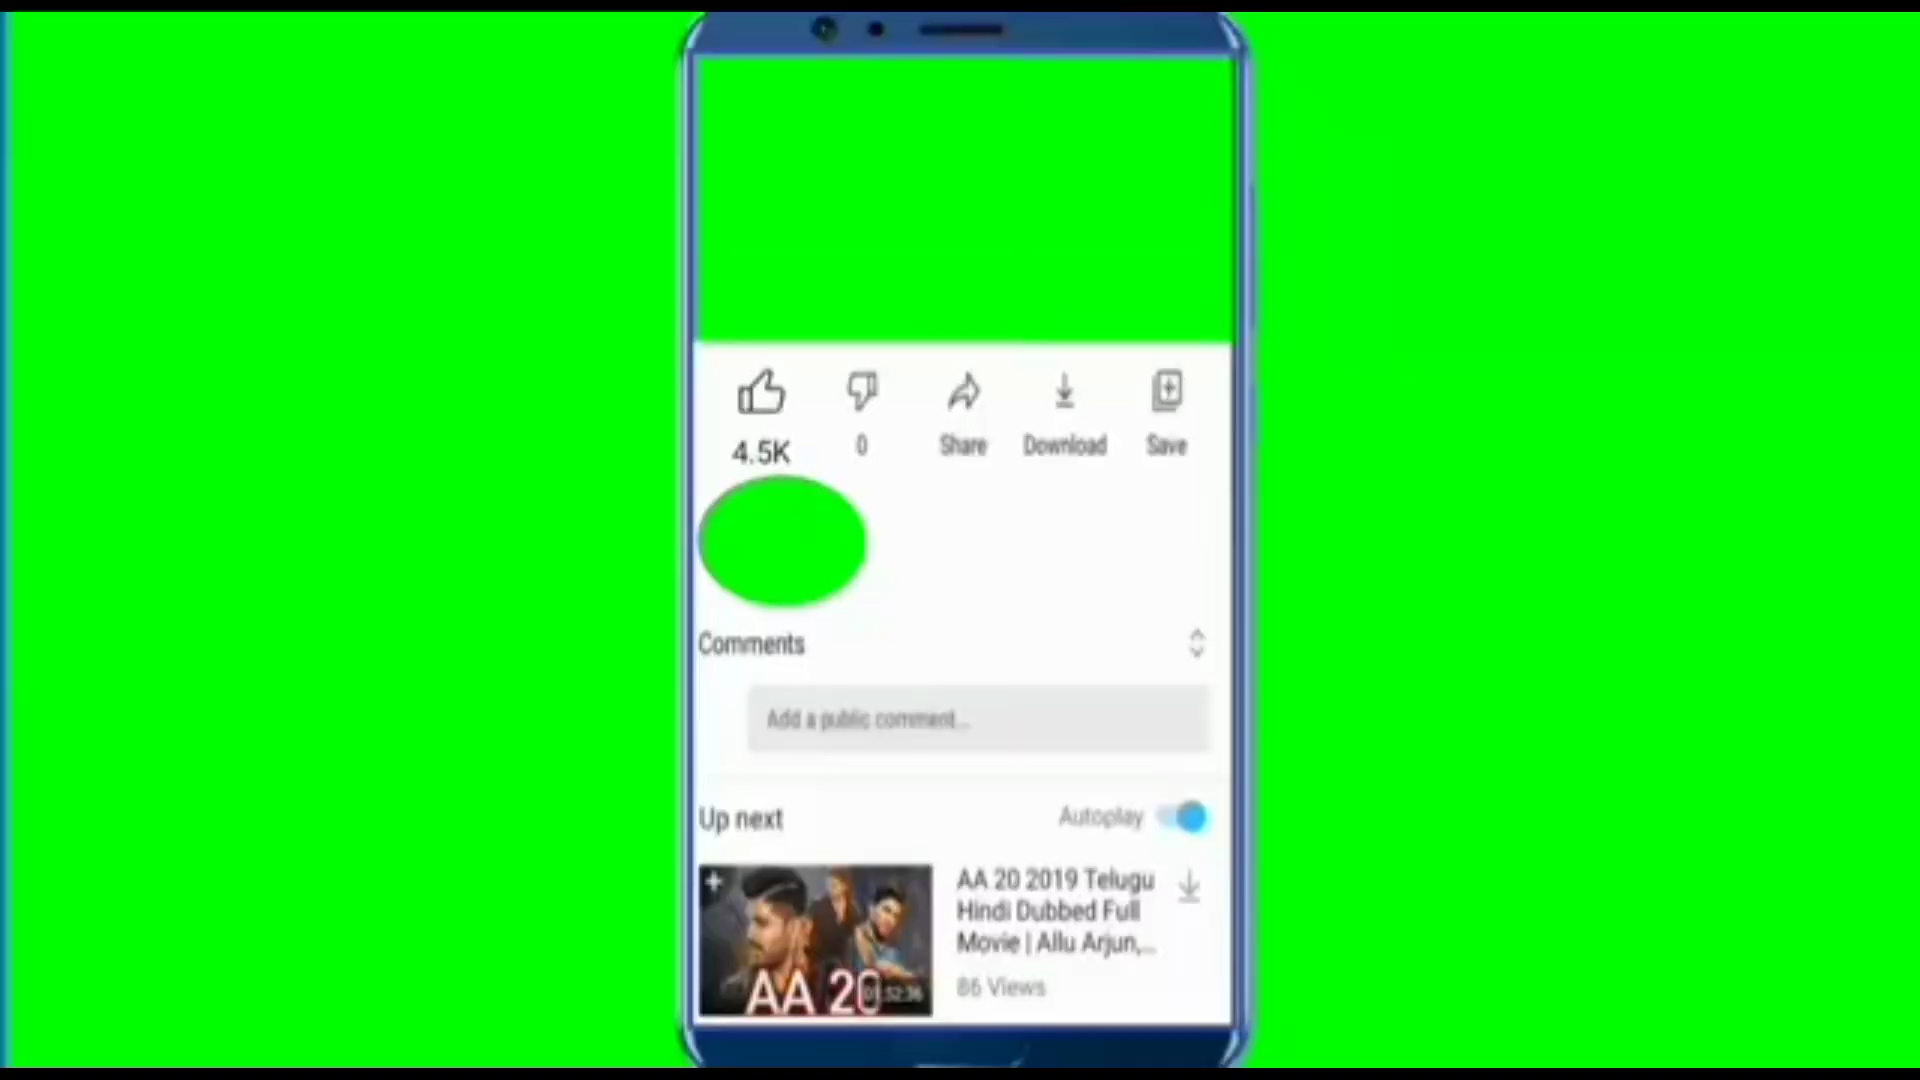 4.5K
0
Share
Download
Save
Comments
Add a public comment...
Up next
Autoplay
AA 20 2019 Telugu
Hindi Dubbed Full
Movie | Allu Arjun,...
86 Views
AA 20